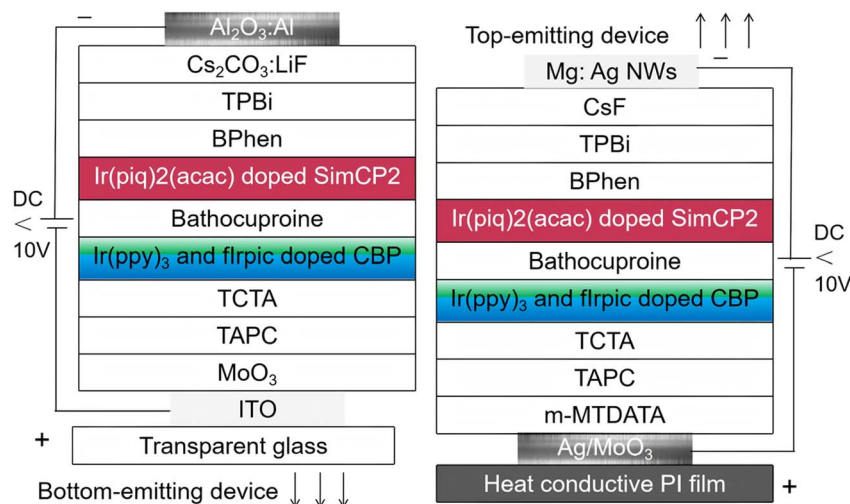 Al₂O₃:Al
–
Cs₂CO₃:LiF
TPBi
BPhen
Ir(piq)2(acac) doped SimCP2
DC
<
10V
Bathocuproine
Ir(ppy)₃ and flrpic doped CBP
TCTA
TAPC
MoO₃
ITO
+
Transparent glass
Bottom-emitting device
Top-emitting device
–
Mg: Ag NWs
CsF
TPBi
BPhen
Ir(piq)2(acac) doped SimCP2
DC
<
10V
Bathocuproine
Ir(ppy)₃ and flrpic doped CBP
TCTA
TAPC
m-MTDATA
Ag/MoO₃
Heat conductive PI film
+